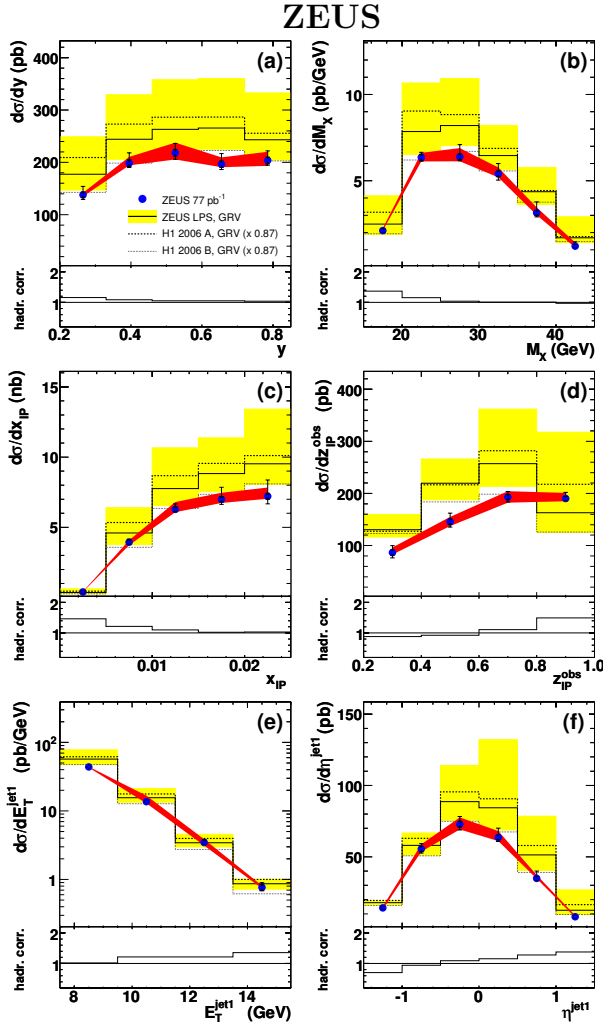 ZEUS
dσ/dy (pb)
(a)
400
300
200
100
ZEUS 77 pb⁻¹
ZEUS LPS, GRV
H1 2006 A, GRV (x 0.87)
H1 2006 B, GRV (x 0.87)
hadr. corr.
2
1
0.2 0.4 0.6 0.8
y
dσ/dM_X (pb/GeV)
(b)
10
5
0
hadr. corr.
2
1
20 30 40
M_X (GeV)
dσ/dx_IP (nb)
(c)
15
10
5
hadr. corr.
2
1
0.01 0.02
x_IP
dσ/dz_IP^obs (pb)
(d)
400
300
200
100
hadr. corr.
2
1
0.2 0.4 0.6 0.8 1.0
z_IP^obs
dσ/dE_T^jet1 (pb/GeV)
(e)
10²
10
1
hadr. corr.
2
1
8 10 12 14
E_T^jet1 (GeV)
dσ/dη^jet1 (pb)
(f)
150
100
50
hadr. corr.
2
1
-1 0 1
η^jet1